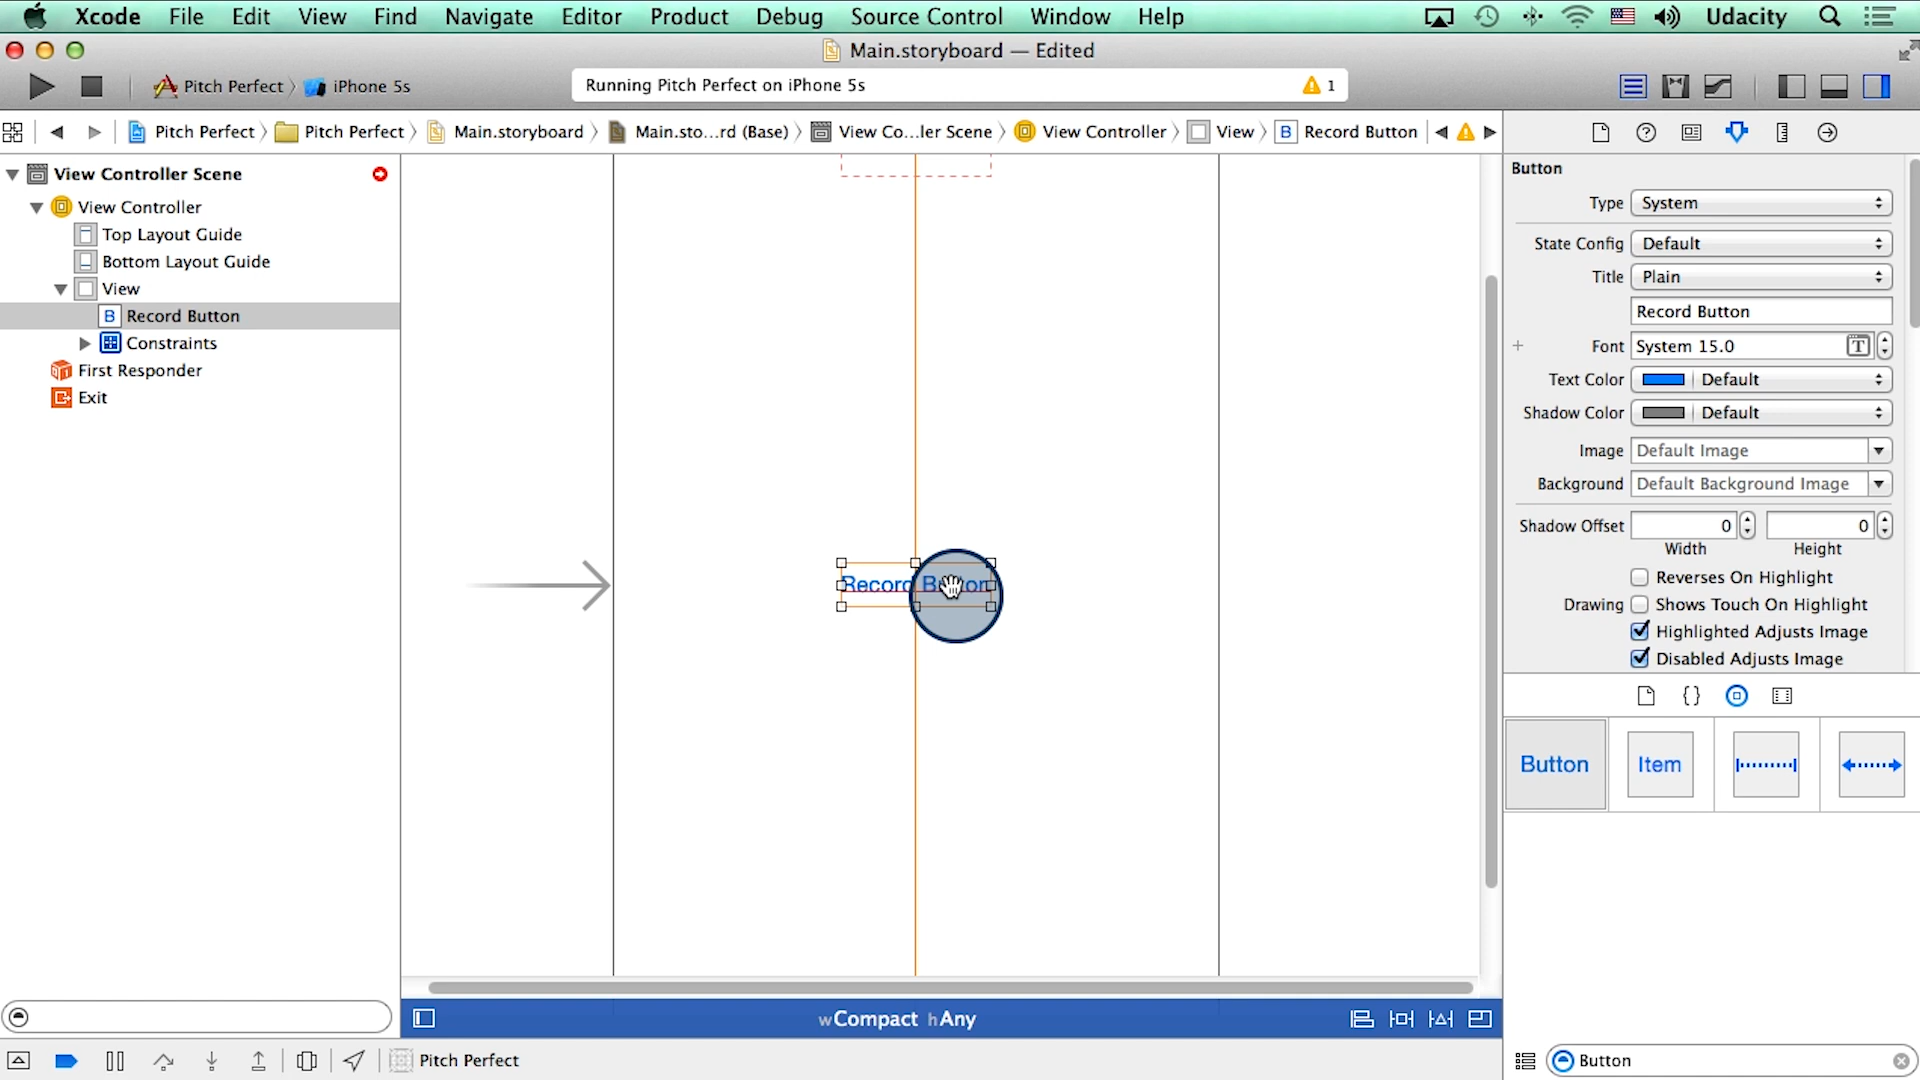 Xcode File Edit View Find Navigate Editor Product Debug Source Control Window Help Udacity
Main.storyboard — Edited
Pitch Perfect iPhone 5s
Running Pitch Perfect on iPhone 5s 1
Pitch Perfect Pitch Perfect Main.storyboard Main.sto...rd (Base) View Co...ler Scene View Controller View B Record Button
View Controller Scene
View Controller
Top Layout Guide
Bottom Layout Guide
View
B Record Button
Constraints
First Responder
Exit
Record Button
wCompact hAny
Pitch Perfect
Button
Type System
State Config Default
Title Plain
Record Button
Font System 15.0 T
Text Color Default
Shadow Color Default
Image Default Image
Background Default Background Image
Shadow Offset 0 0
Width Height
Reverses On Highlight
Drawing Shows Touch On Highlight
Highlighted Adjusts Image
Disabled Adjusts Image
{}
Button Item
Button